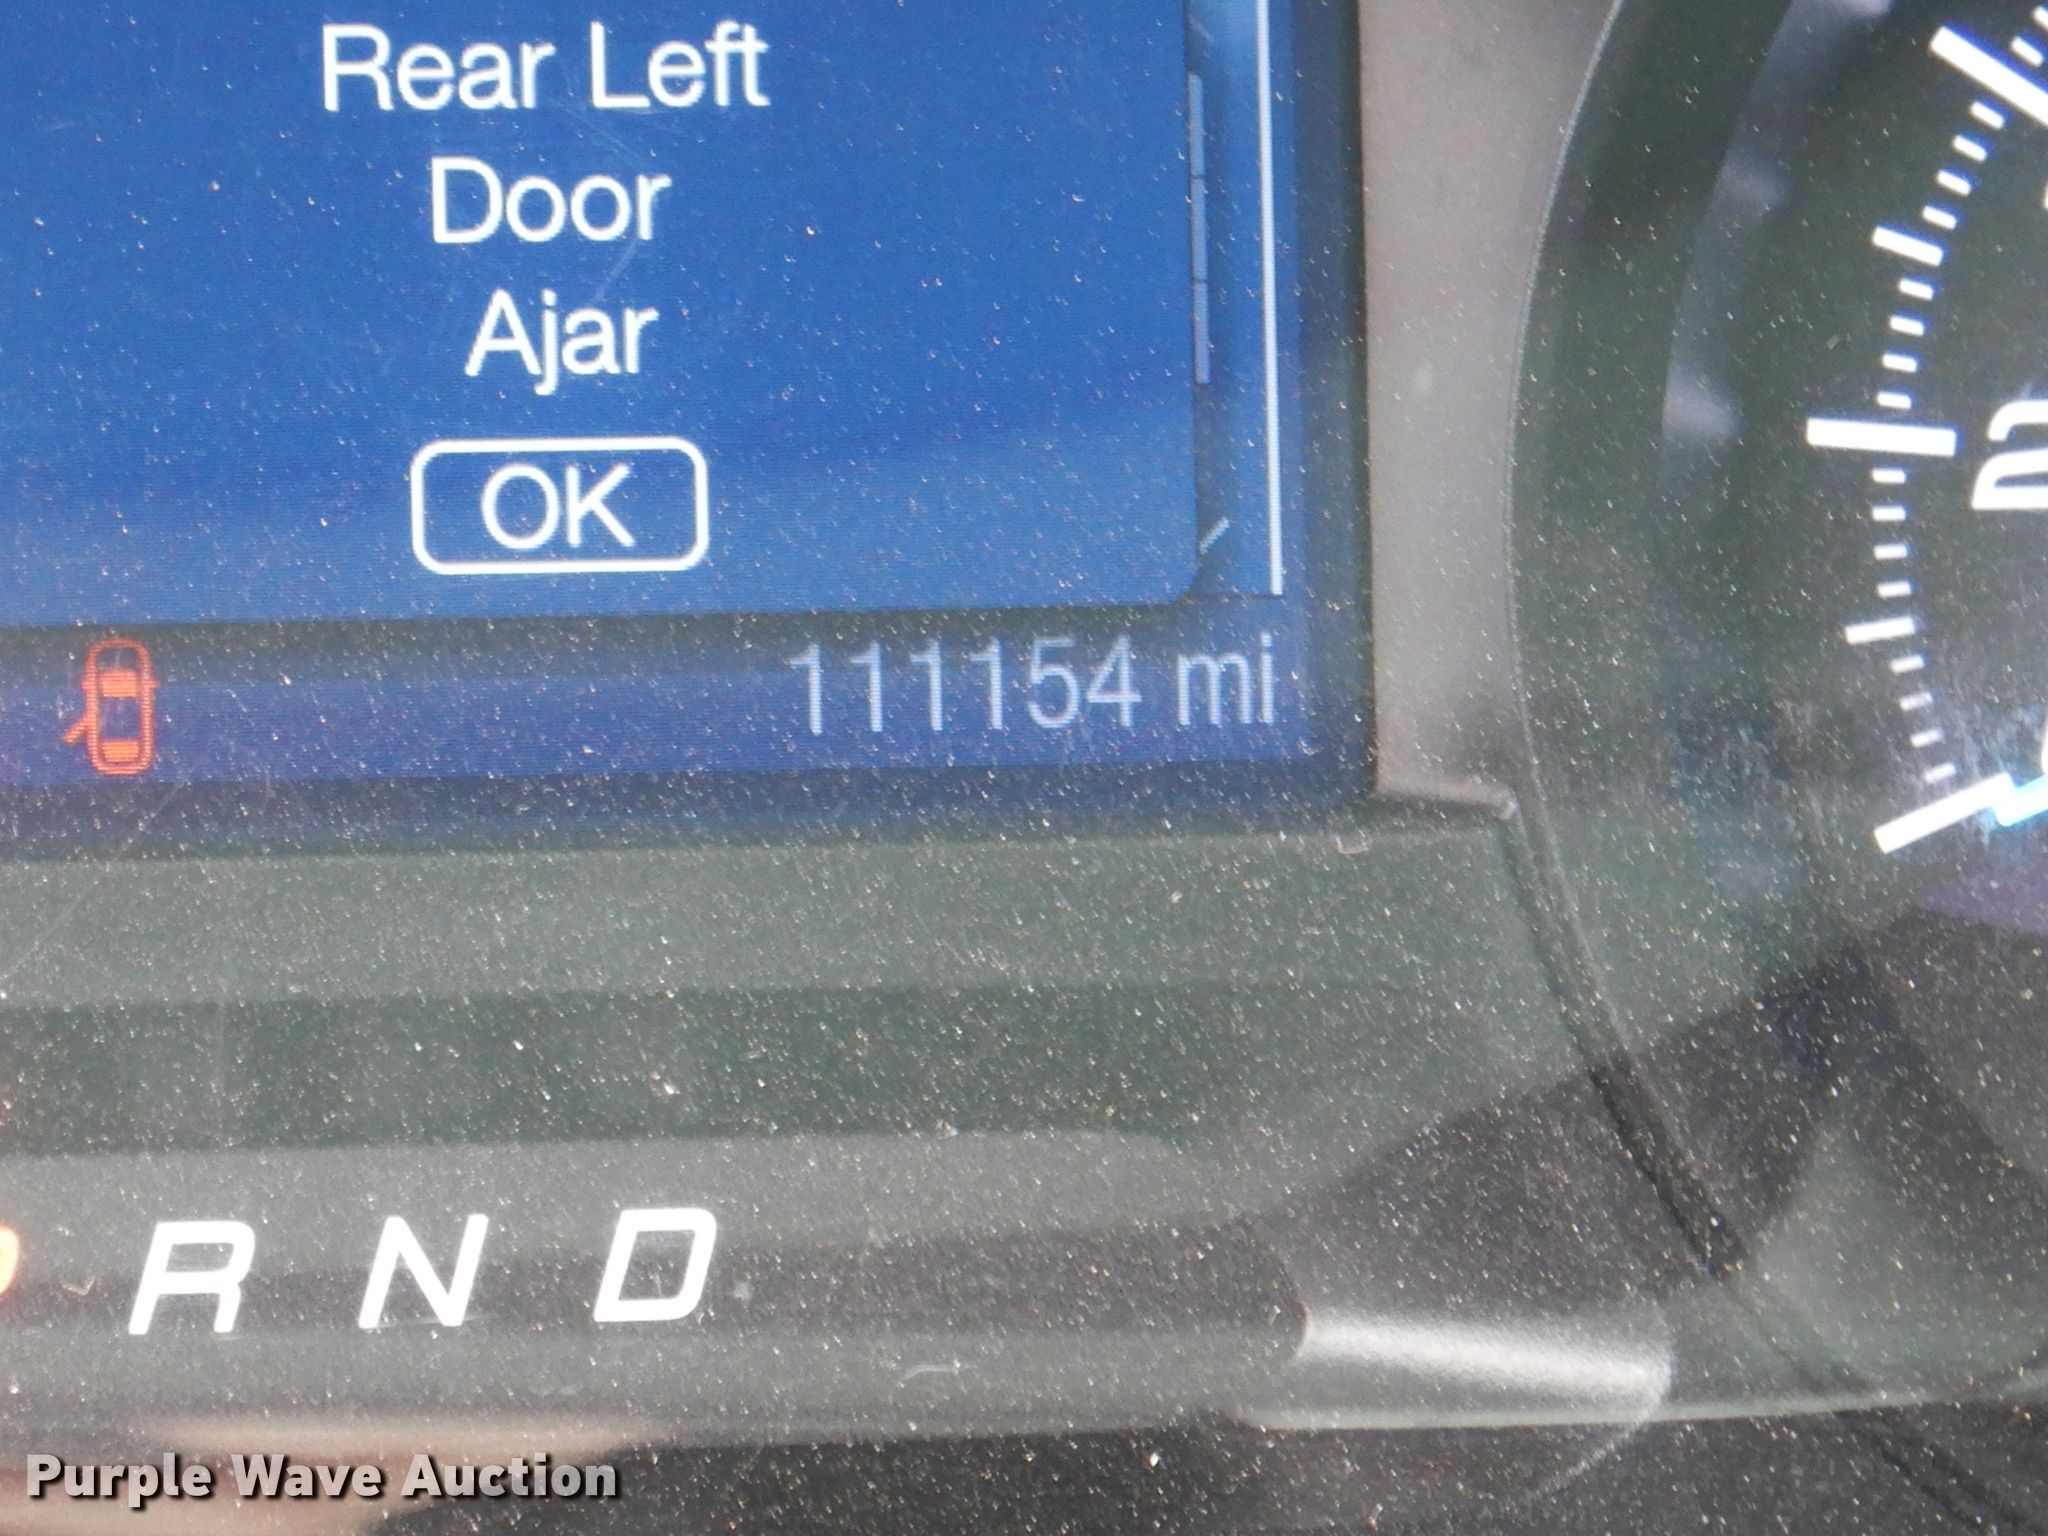 Rear Left
Door
Ajar
OK
111154 mi
R N D
Purple Wave Auction